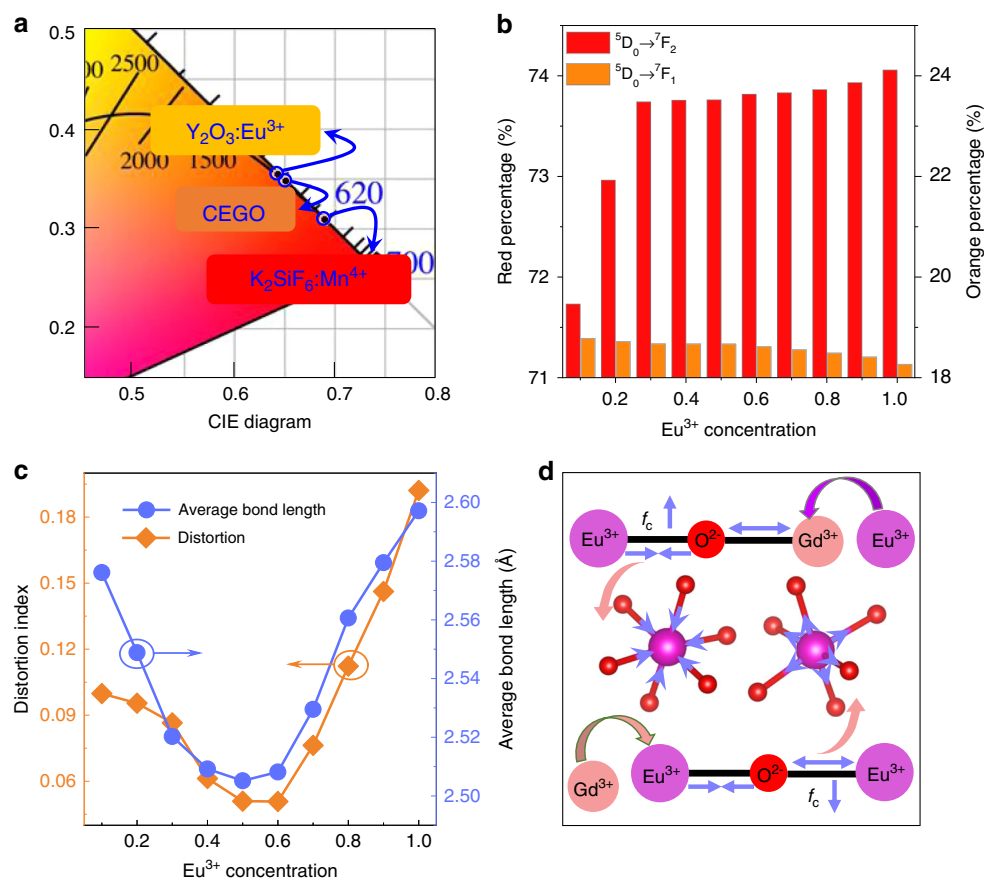 a
0.5
0.4
0.3
0.2
2500
00
2000
1500
Y₂O₃:Eu³⁺
CEGO
620
K₂SiF₆:Mn⁴⁺
700
0.5 0.6 0.7 0.8
CIE diagram
b
⁵D₀→⁷F₂
⁵D₀→⁷F₁
74
73
72
71
Red percentage (%)
24
22
20
18
Orange percentage (%)
0.2 0.4 0.6 0.8 1.0
Eu³⁺ concentration
c
Average bond length
Distortion
0.18
0.15
0.12
0.09
0.06
Distortion index
2.60
2.58
2.56
2.54
2.52
2.50
Average bond length (Å)
0.2 0.4 0.6 0.8 1.0
Eu³⁺ concentration
d
Eu³⁺ f_c O²⁻ Gd³⁺ Eu³⁺
Gd³⁺ Eu³⁺ O²⁻ f_c Eu³⁺